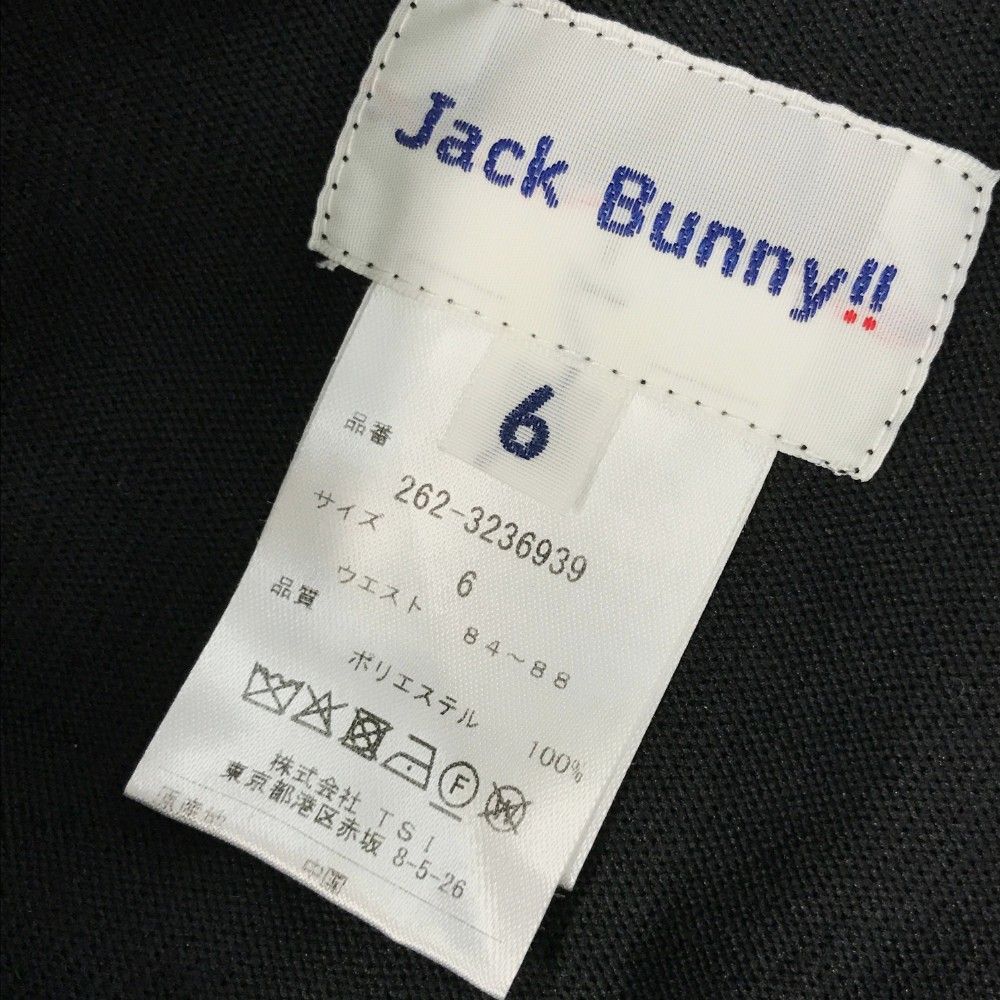 Jack Bunny!!
6
品番
262-3236939
サイズ
6
ウエスト 84～88
品質
ポリエステル 100%
F
W
株式会社 TSI
東京都港区赤坂 8-5-26
原産国
中国